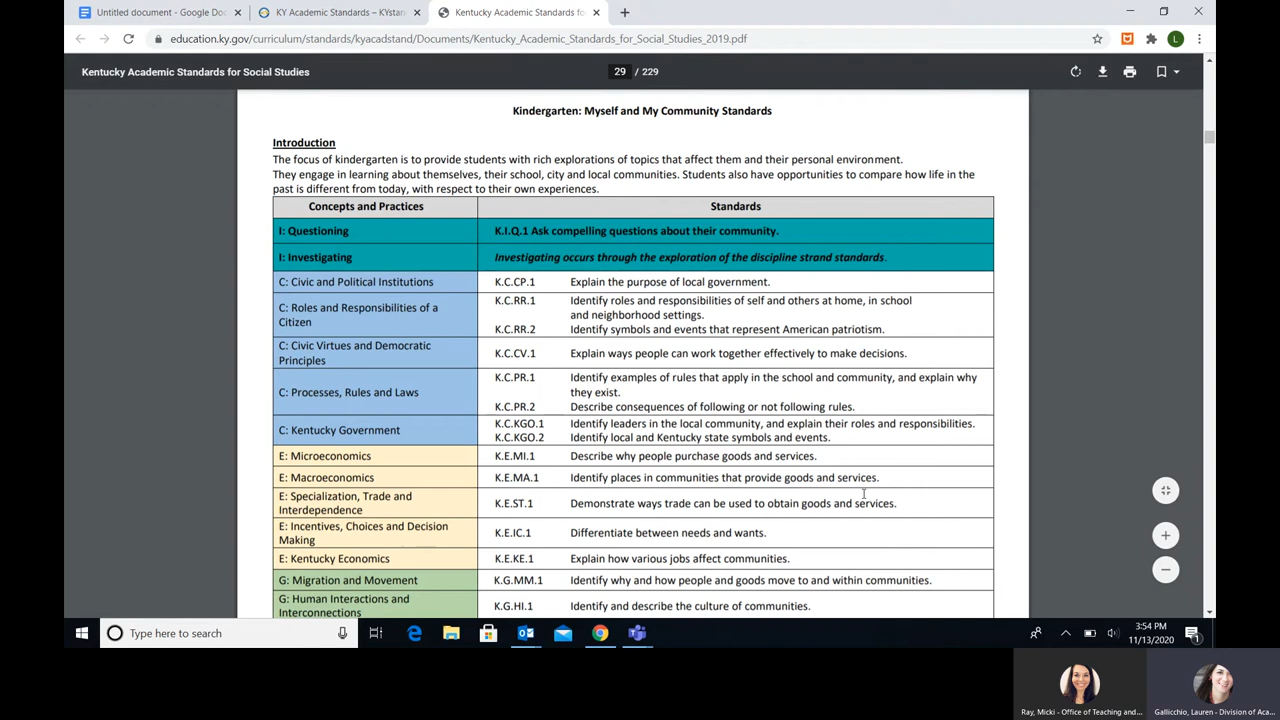 Untitled document - Google Doc
KY Academic Standards – KYstan
Kentucky Academic Standards fo
education.ky.gov/curriculum/standards/kyacadstand/Documents/Kentucky_Academic_Standards_for_Social_Studies_2019.pdf
L
Kentucky Academic Standards for Social Studies
29 / 229
Kindergarten: Myself and My Community Standards
Introduction
The focus of kindergarten is to provide students with rich explorations of topics that affect them and their personal environment.
They engage in learning about themselves, their school, city and local communities. Students also have opportunities to compare how life in the
past is different from today, with respect to their own experiences.
Concepts and Practices Standards
I: Questioning K.I.Q.1 Ask compelling questions about their community.
I: Investigating Investigating occurs through the exploration of the discipline strand standards.
C: Civic and Political Institutions K.C.CP.1 Explain the purpose of local government.
C: Roles and Responsibilities of a
Citizen
K.C.RR.1 Identify roles and responsibilities of self and others at home, in school
and neighborhood settings.
K.C.RR.2 Identify symbols and events that represent American patriotism.
C: Civic Virtues and Democratic
Principles
K.C.CV.1 Explain ways people can work together effectively to make decisions.
C: Processes, Rules and Laws
K.C.PR.1 Identify examples of rules that apply in the school and community, and explain why
they exist.
K.C.PR.2 Describe consequences of following or not following rules.
C: Kentucky Government
K.C.KGO.1 Identify leaders in the local community, and explain their roles and responsibilities.
K.C.KGO.2 Identify local and Kentucky state symbols and events.
E: Microeconomics K.E.MI.1 Describe why people purchase goods and services.
E: Macroeconomics K.E.MA.1 Identify places in communities that provide goods and services.
E: Specialization, Trade and
Interdependence
K.E.ST.1 Demonstrate ways trade can be used to obtain goods and services.
E: Incentives, Choices and Decision
Making
K.E.IC.1 Differentiate between needs and wants.
E: Kentucky Economics K.E.KE.1 Explain how various jobs affect communities.
G: Migration and Movement K.G.MM.1 Identify why and how people and goods move to and within communities.
G: Human Interactions and
Interconnections
K.G.HI.1 Identify and describe the culture of communities.
Type here to search
3:54 PM
11/13/2020
1
Ray, Micki - Office of Teaching and...
Gallicchio, Lauren - Division of Aca...